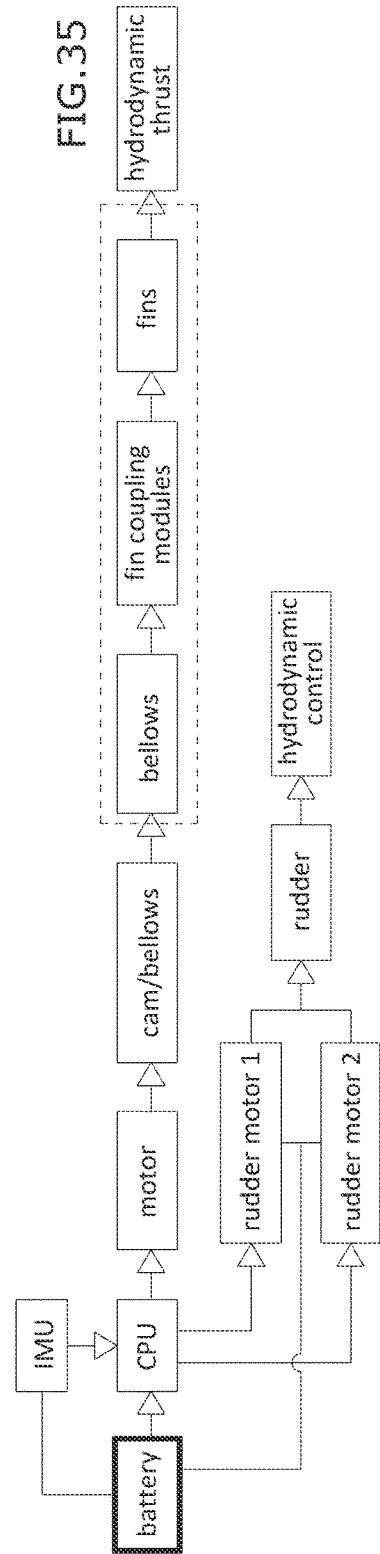 FIG.35
IMU
battery
CPU
motor
cam/bellows
bellows
fin coupling
modules
fins
hydrodynamic
thrust
rudder motor 1
rudder motor 2
rudder
hydrodynamic
control